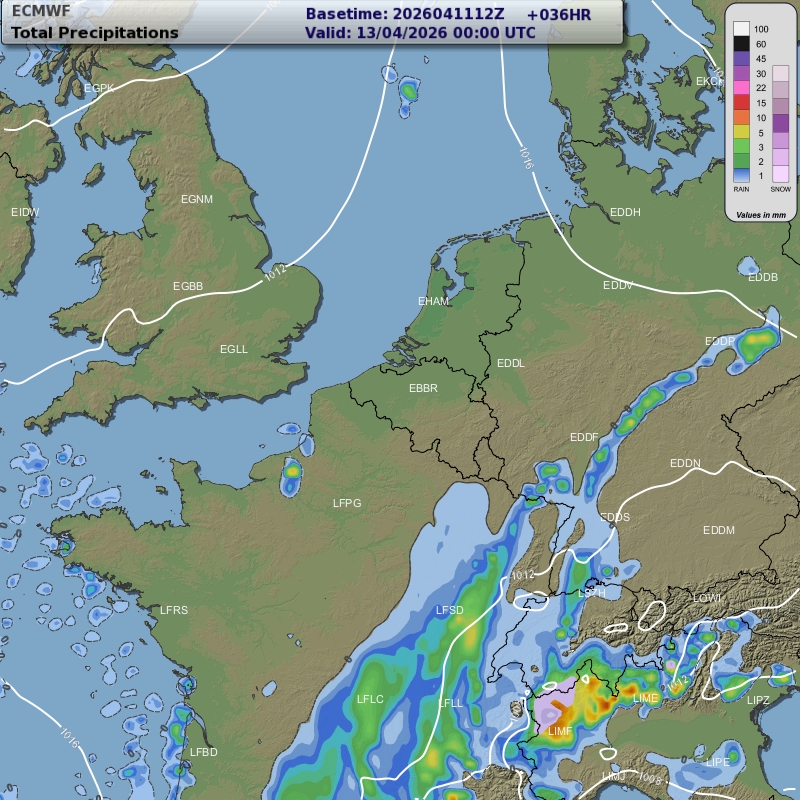 ECMWF
Basetime: 2026041112Z +036HR
Total Precipitations
Valid: 13/04/2026 00:00 UTC
100
60
45
30
22
15
10
5
3
2
1
RAIN SNOW
Values in mm
EGPK
EIDW
EGNM
EGBB
1012
EGLL
EHAM
EBBR
1016
EDDH
EDDV
EDDB
EDDP
EDDL
EDDF
EDDN
EDDS
EDDM
LFPG
LFRS
LFSD
1012
LSZH
LOWI
LFLC
LFLL
LIME
1012
LIPZ
LIMF
LFBD
1016
LIPE
LIMJ
1008